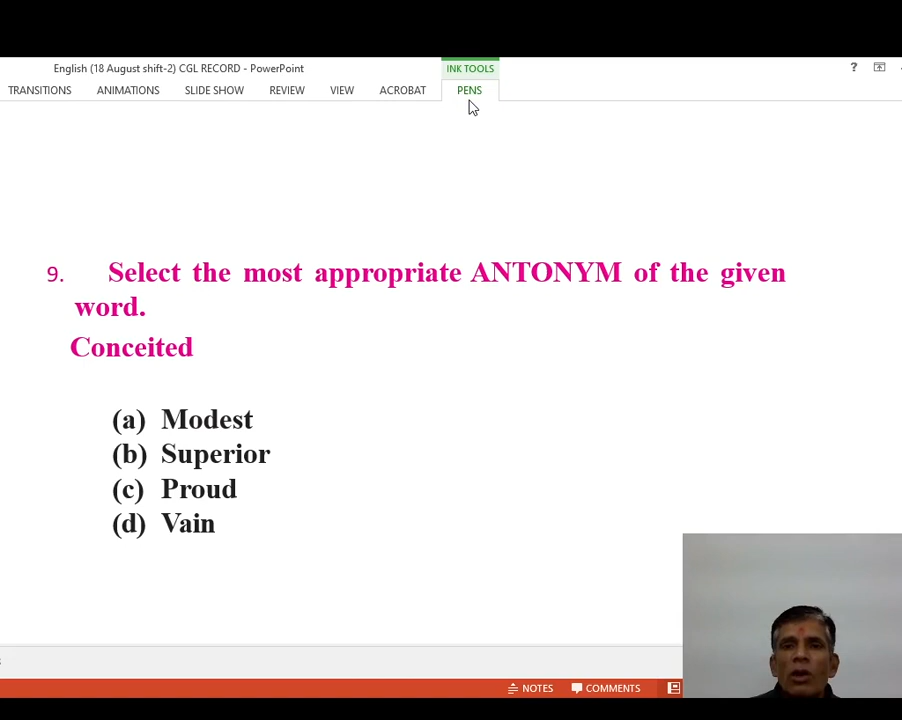 English (18 August shift-2) CGL RECORD - PowerPoint
INK TOOLS
?
TRANSITIONS ANIMATIONS SLIDE SHOW REVIEW VIEW ACROBAT PENS
9. Select the most appropriate ANTONYM of the given
word.
Conceited
(a) Modest
(b) Superior
(c) Proud
(d) Vain
NOTES COMMENTS